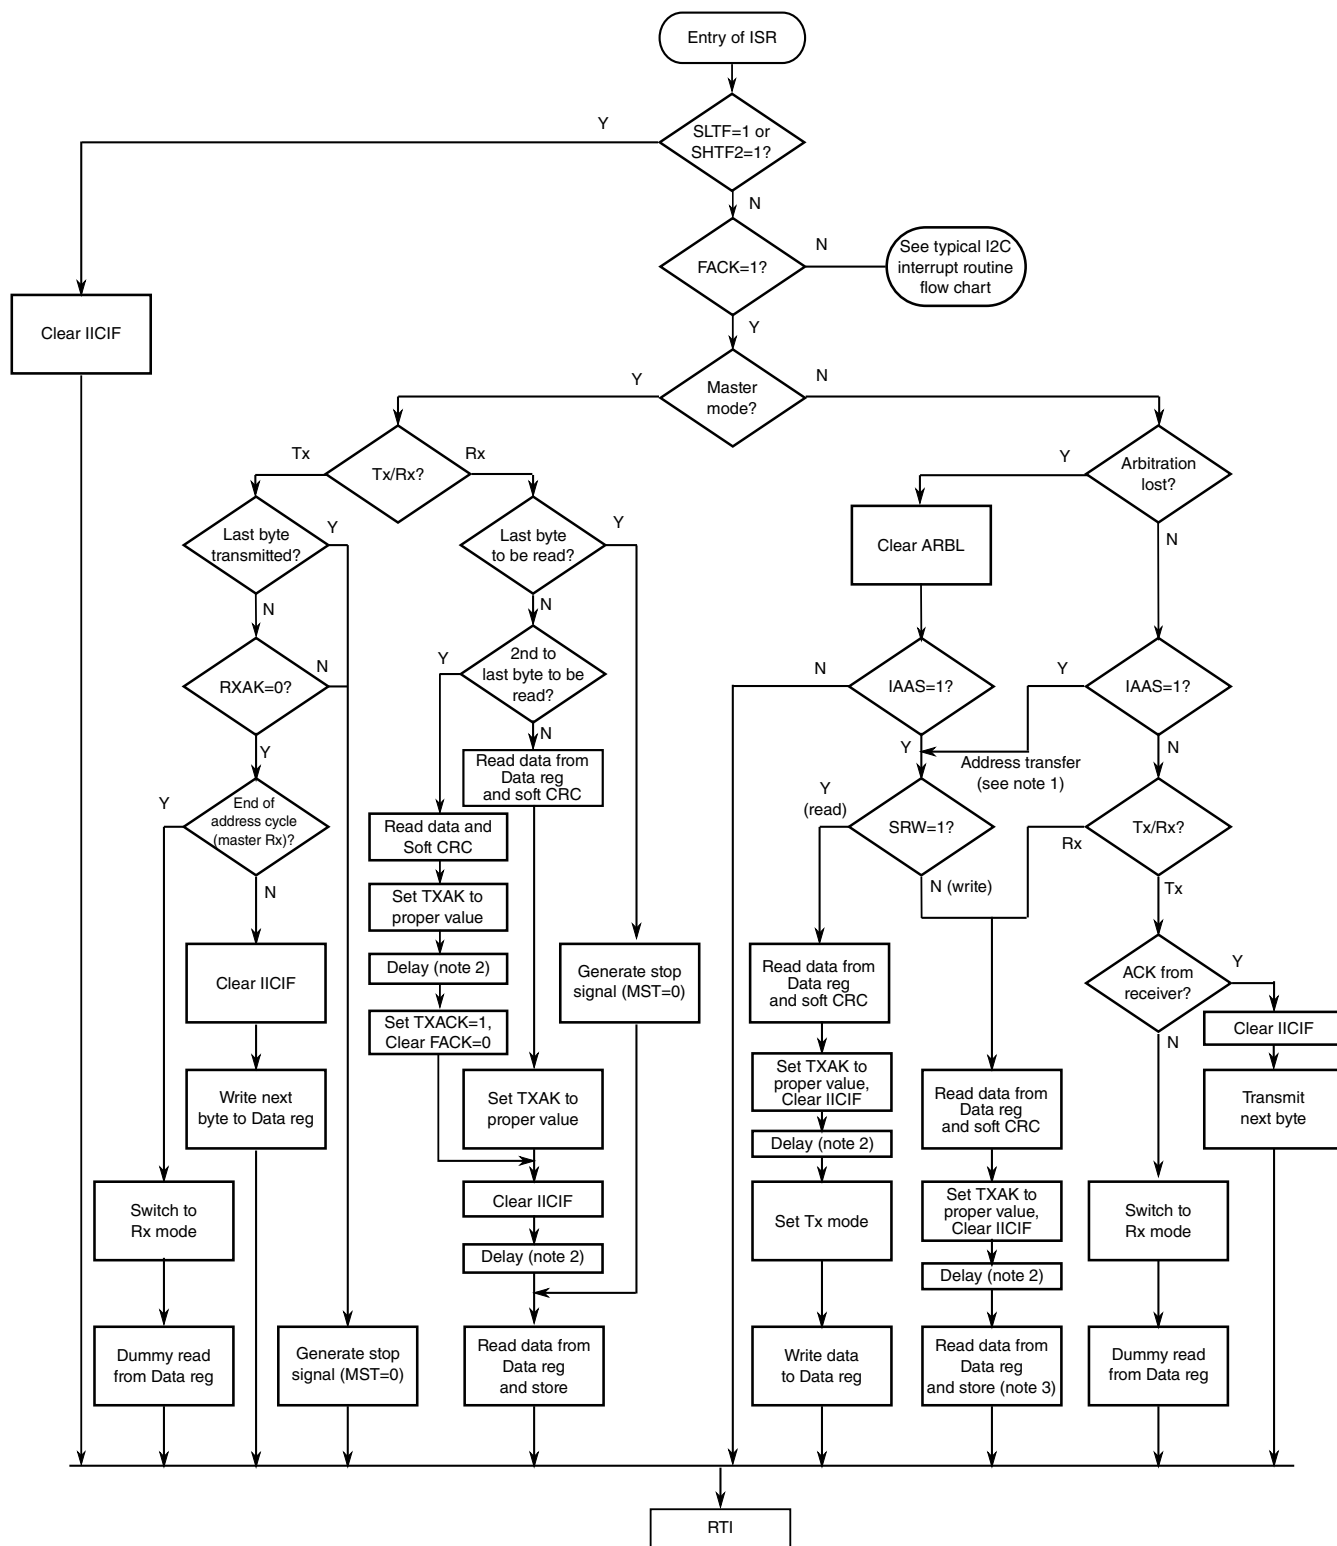 Entry of ISR
SLTF=1 or
SHTF2=1?
Y
N
FACK=1?
N
See typical I2C
interrupt routine
flow chart
Y
Clear IICIF
Master
mode?
Y
N
Tx/Rx?
Tx
Rx
Arbitration
lost?
Y
N
Last byte
transmitted?
Y
N
Last byte
to be read?
Y
N
Clear ARBL
RXAK=0?
N
Y
2nd to
last byte to be
read?
Y
N
IAAS=1?
N
Y
IAAS=1?
Y
N
Address transfer
(see note 1)
End of
address cycle
(master Rx)?
Y
N
Read data from
Data reg
and soft CRC
Read data and
Soft CRC
Set TXAK to
proper value
Delay (note 2)
Set TXACK=1,
Clear FACK=0
Y
(read)
SRW=1?
N (write)
Tx/Rx?
Rx
Tx
Clear IICIF
Generate stop
signal (MST=0)
Read data from
Data reg
and soft CRC
ACK from
receiver?
Y
N
Clear IICIF
Write next
byte to Data reg
Set TXAK to
proper value
Set TXAK to
proper value,
Clear IICIF
Read data from
Data reg
and soft CRC
Transmit
next byte
Delay (note 2)
Switch to
Rx mode
Clear IICIF
Delay (note 2)
Set Tx mode
Set TXAK to
proper value,
Clear IICIF
Delay (note 2)
Switch to
Rx mode
Dummy read
from Data reg
Generate stop
signal (MST=0)
Read data from
Data reg
and store
Write data
to Data reg
Read data from
Data reg
and store (note 3)
Dummy read
from Data reg
RTI